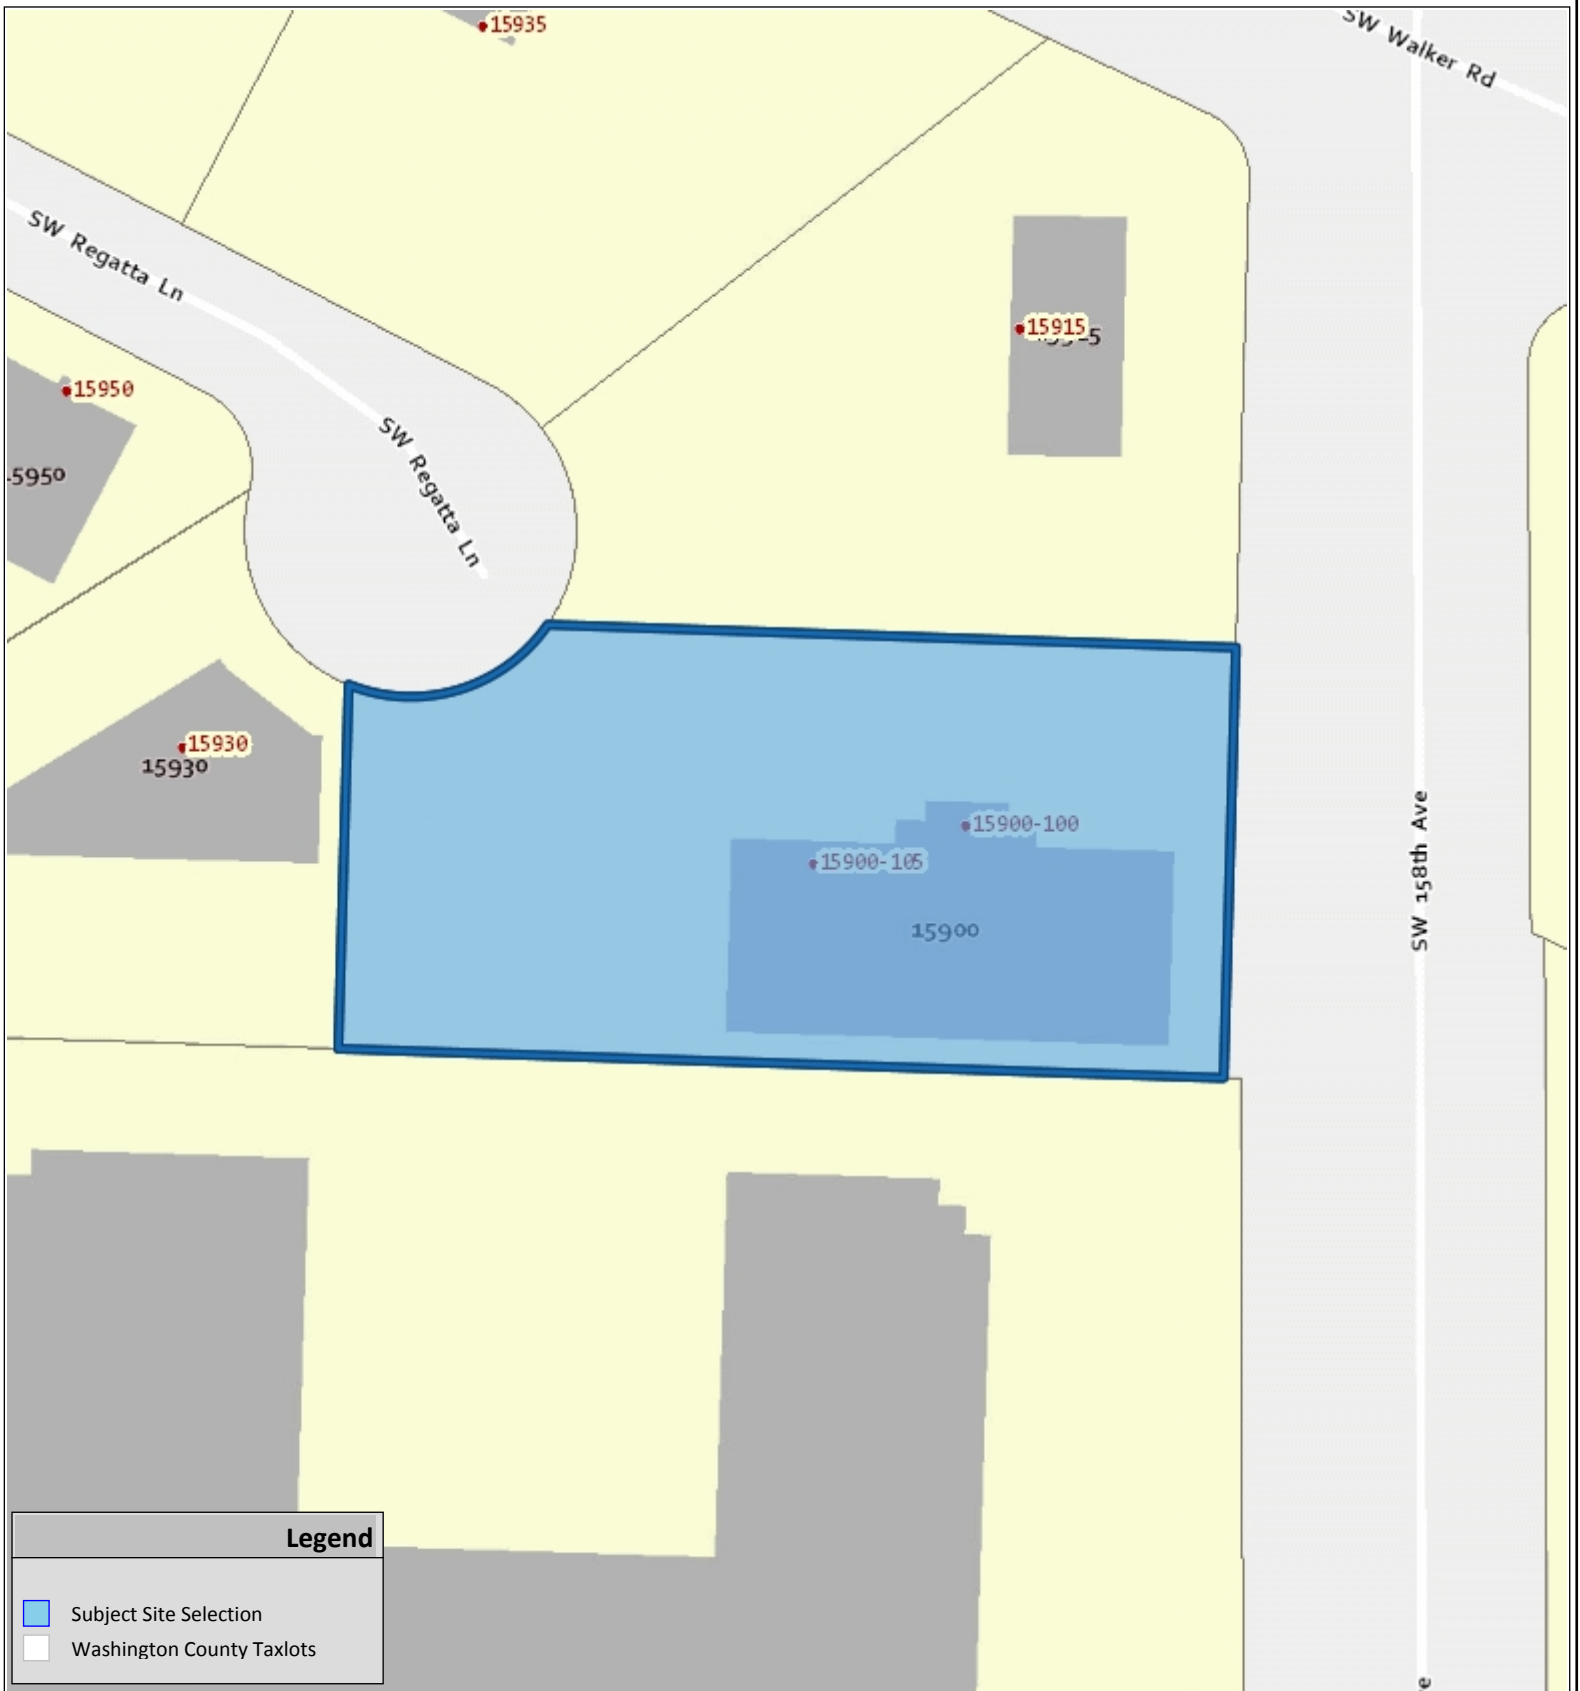 15935
SW Walker Rd
SW Regatta Ln
15915
15950
SW Regatta Ln
15930
15930
15900-100
15900-105
15900
SW 158th Ave
Legend
Subject Site Selection
Washington County Taxlots